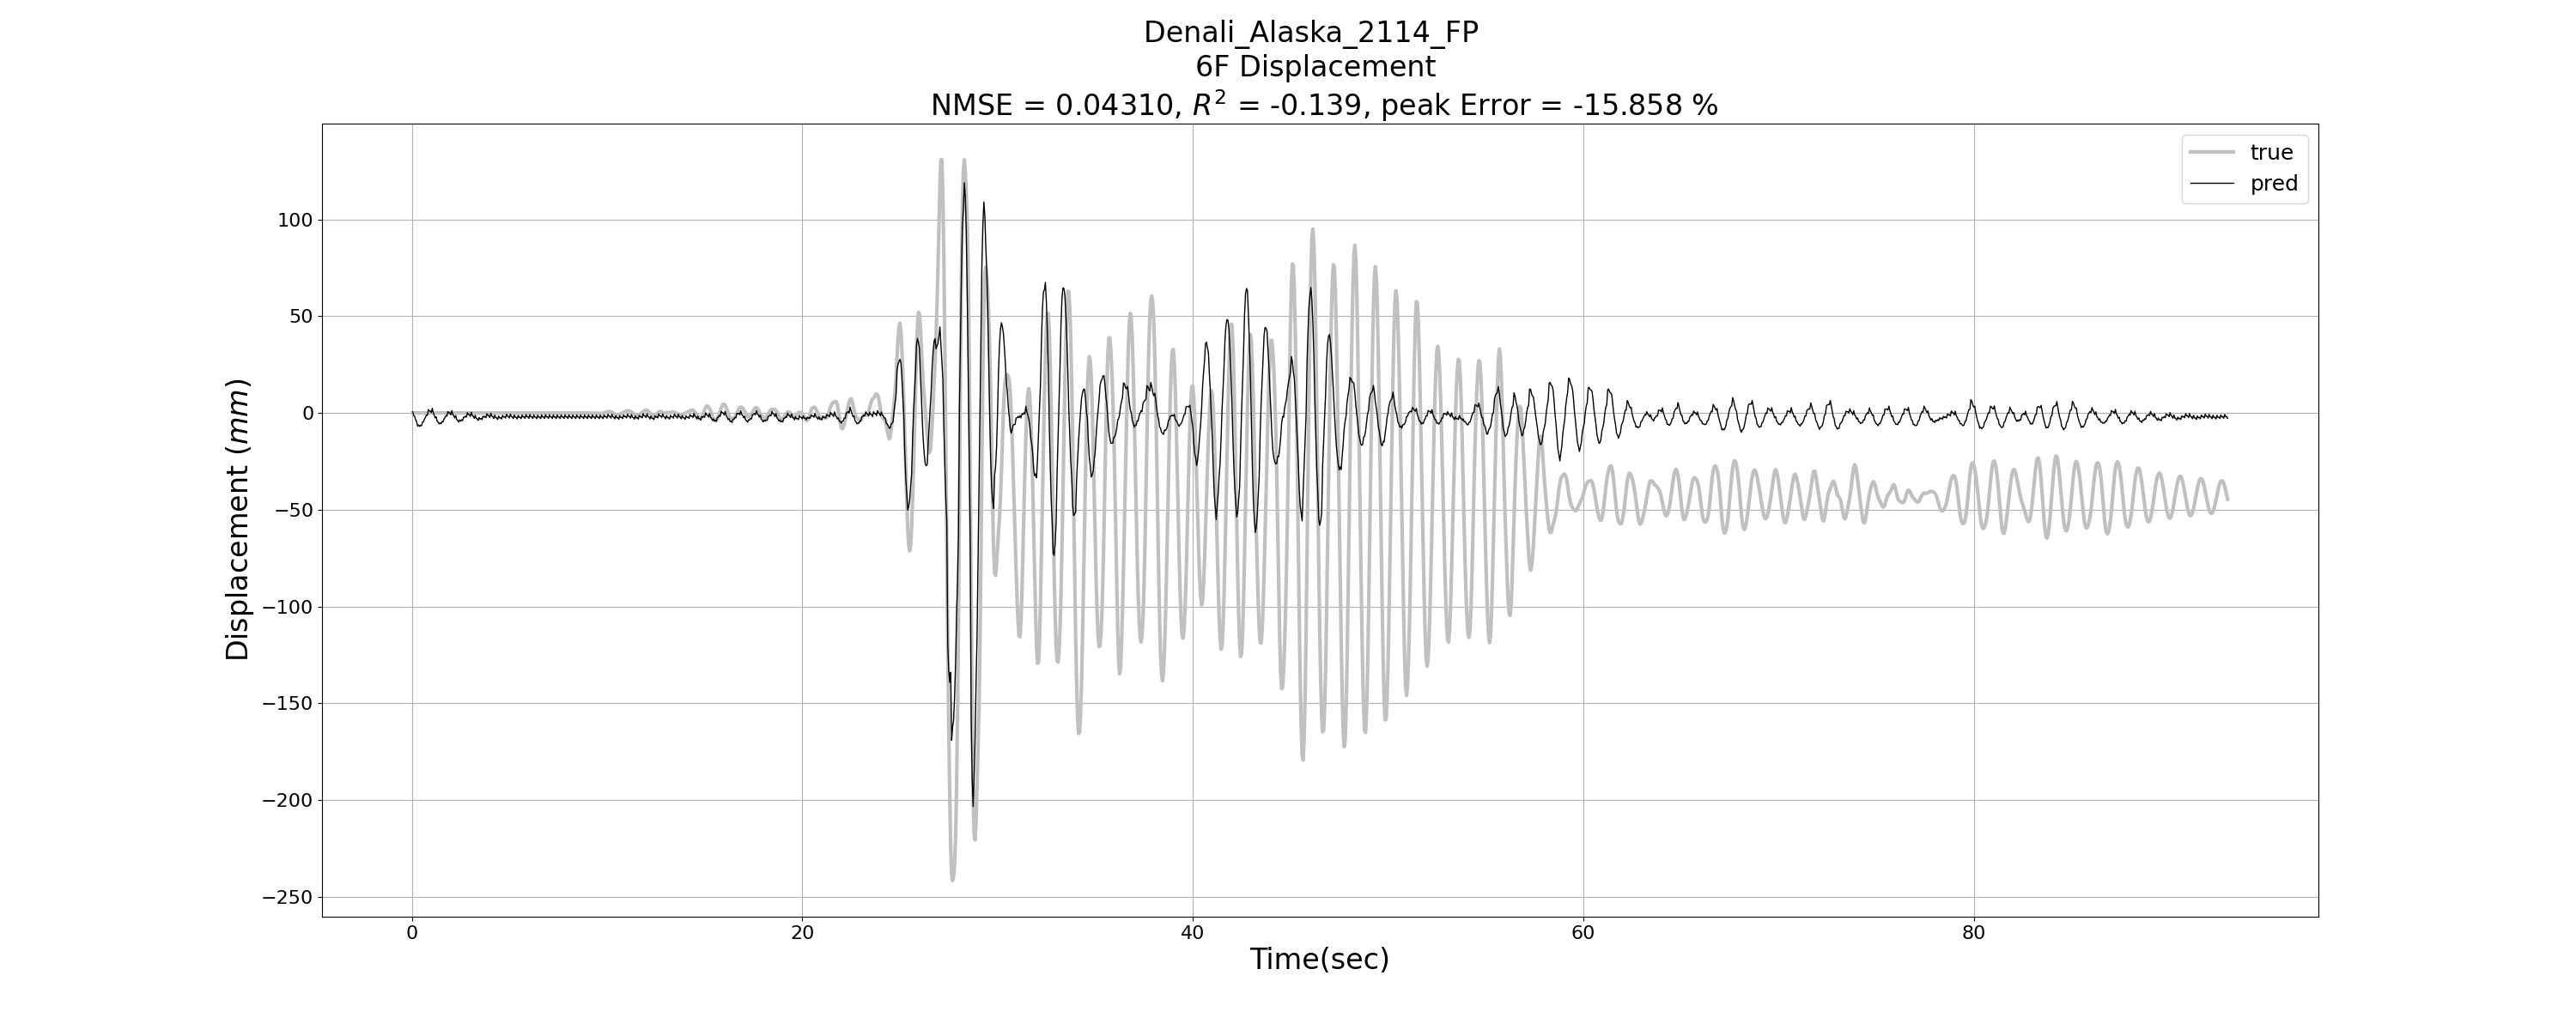 Denali_Alaska_2114_FP
6F Displacement
NMSE = 0.04310, R² = -0.139, peak Error = -15.858 %
true
pred
Displacement (mm)
100
50
0
−50
−100
−150
−200
−250
0 20 40 60 80
Time(sec)